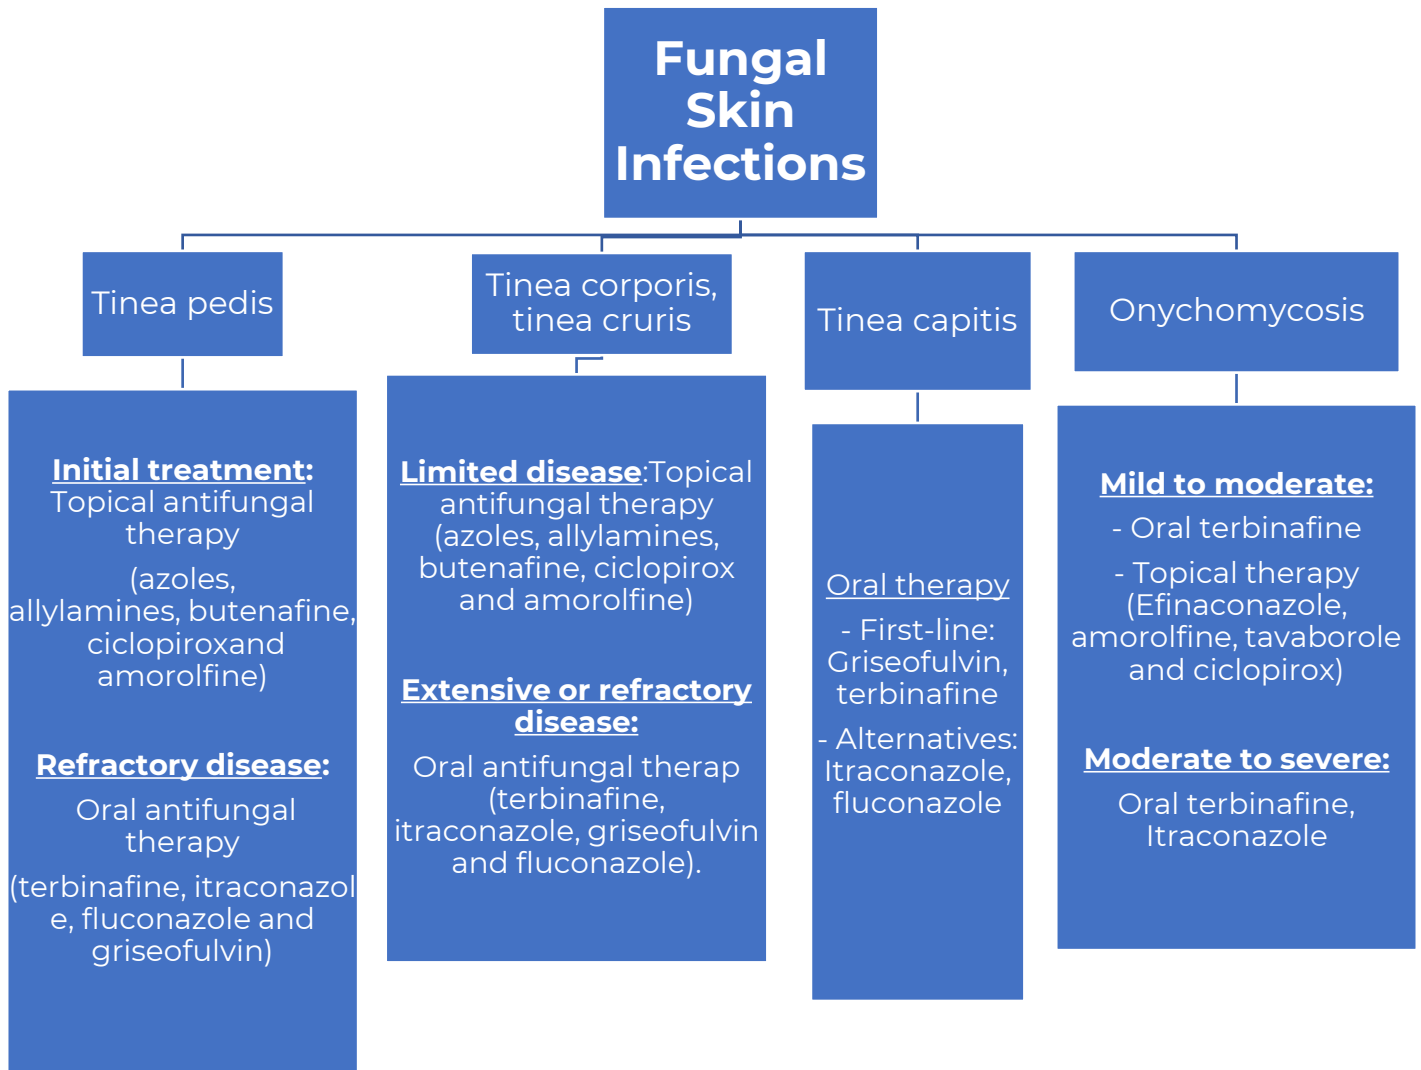 Fungal
Skin
Infections
Tinea pedis
Initial treatment:
Topical antifungal
therapy
(azoles,
allylamines, butenafine,
ciclopiroxand
amorolfine)
Refractory disease:
Oral antifungal
therapy
(terbinafine, itraconazol
e, fluconazole and
griseofulvin)
Tinea corporis,
tinea cruris
Limited disease:Topical
antifungal therapy
(azoles, allylamines,
butenafine, ciclopirox
and amorolfine)
Extensive or refractory
disease:
Oral antifungal therap
(terbinafine,
itraconazole, griseofulvin
and fluconazole).
Tinea capitis
Oral therapy
- First-line:
Griseofulvin,
terbinafine
- Alternatives:
Itraconazole,
fluconazole
Onychomycosis
Mild to moderate:
- Oral terbinafine
- Topical therapy
(Efinaconazole,
amorolfine, tavaborole
and ciclopirox)
Moderate to severe:
Oral terbinafine,
Itraconazole